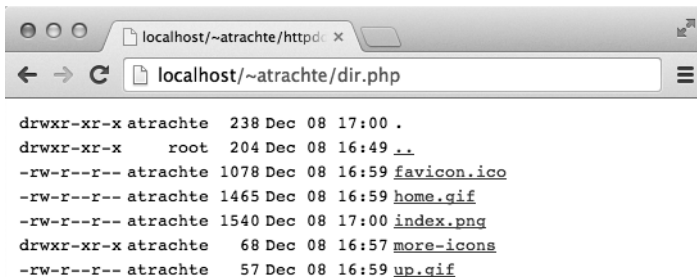 localhost/~atrachte/httpdo
localhost/~atrachte/dir.php
drwxr-xr-x atrachte 238 Dec 08 17:00 .
drwxr-xr-x root 204 Dec 08 16:49 ..
-rw-r--r-- atrachte 1078 Dec 08 16:59 favicon.ico
-rw-r--r-- atrachte 1465 Dec 08 16:59 home.gif
-rw-r--r-- atrachte 1540 Dec 08 17:00 index.png
drwxr-xr-x atrachte 68 Dec 08 16:57 more-icons
-rw-r--r-- atrachte 57 Dec 08 16:59 up.gif